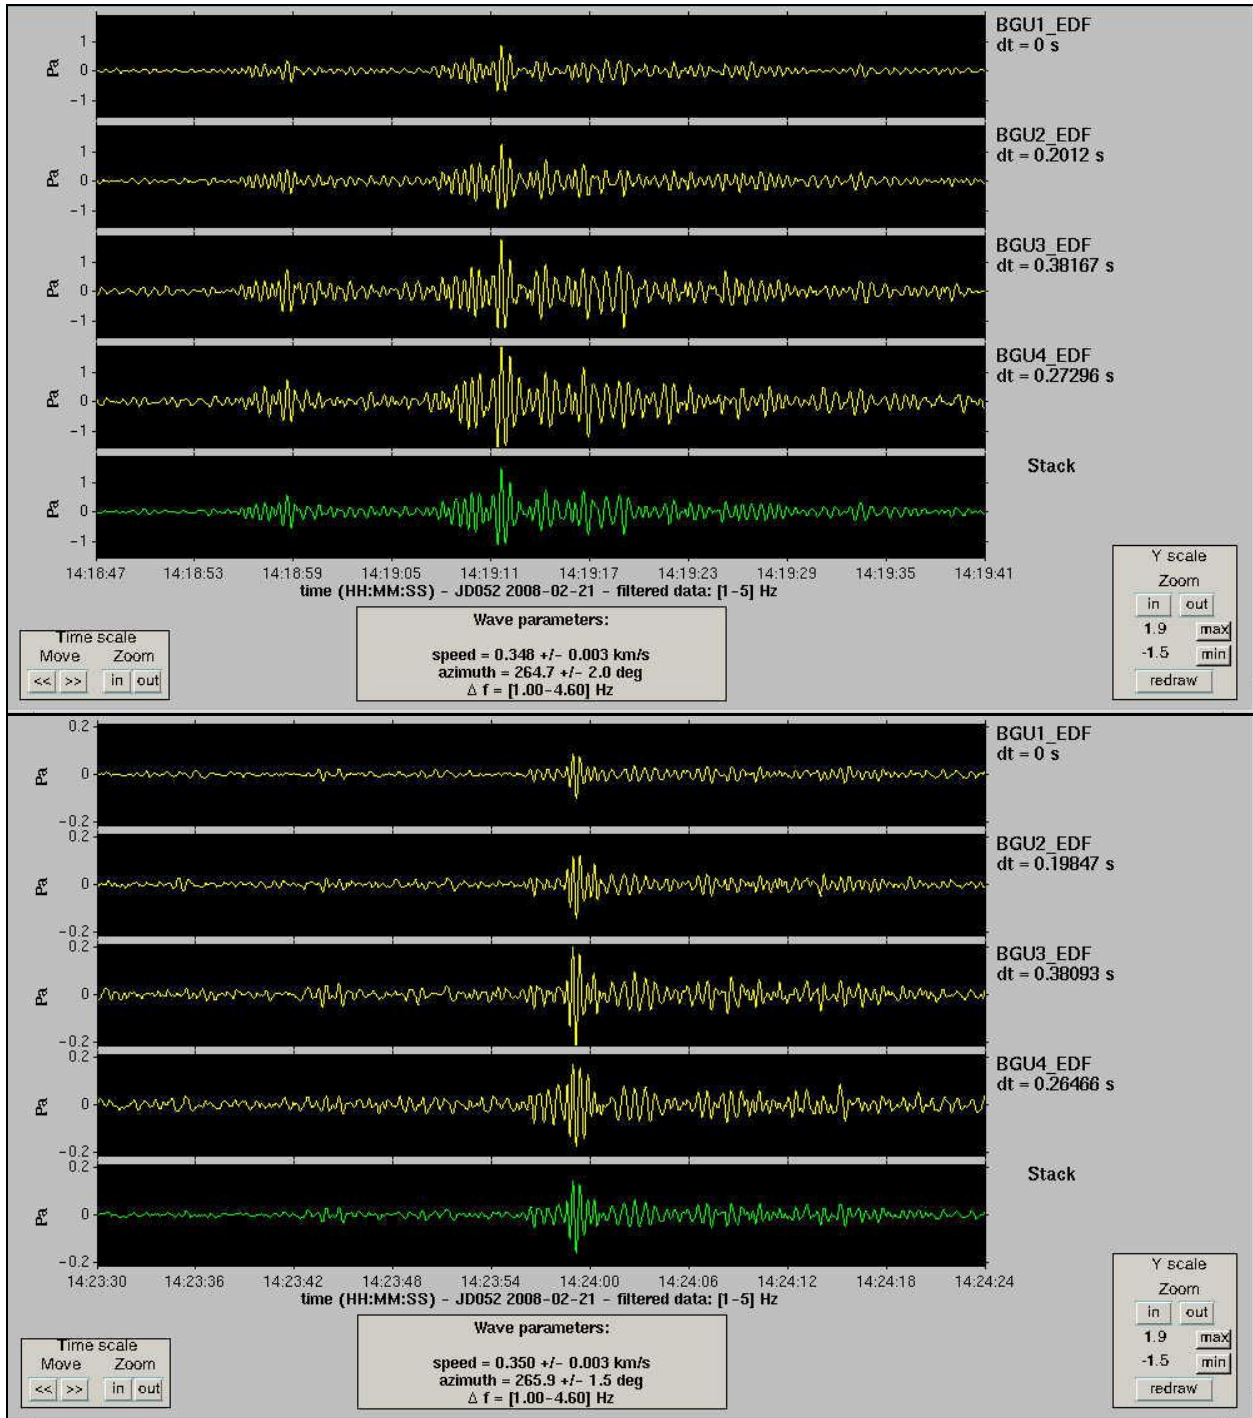 BGU1_EDF
dt = 0 s
1
0
-1
Pa
BGU2_EDF
dt = 0.2012 s
1
0
-1
Pa
BGU3_EDF
dt = 0.38167 s
1
0
-1
Pa
BGU4_EDF
dt = 0.27296 s
1
0
-1
Pa
Stack
1
0
-1
Pa
14:18:47 14:18:53 14:18:59 14:19:05 14:19:11 14:19:17 14:19:23 14:19:29 14:19:35 14:19:41
time (HH:MM:SS) - JD052 2008-02-21 - filtered data: [1-5] Hz
Time scale
Move Zoom
<< >> in out
Wave parameters:
speed = 0.348 +/- 0.003 km/s
azimuth = 264.7 +/- 2.0 deg
Δ f = [1.00-4.60] Hz
Y scale
Zoom
in out
1.9 max
-1.5 min
redraw
BGU1_EDF
dt = 0 s
0.2
0
-0.2
Pa
BGU2_EDF
dt = 0.19847 s
0.2
0
-0.2
Pa
BGU3_EDF
dt = 0.38093 s
0.2
0
-0.2
Pa
BGU4_EDF
dt = 0.26466 s
0.2
0
-0.2
Pa
Stack
0.2
0
-0.2
Pa
14:23:30 14:23:36 14:23:42 14:23:48 14:23:54 14:24:00 14:24:06 14:24:12 14:24:18 14:24:24
time (HH:MM:SS) - JD052 2008-02-21 - filtered data: [1-5] Hz
Time scale
Move Zoom
<< >> in out
Wave parameters:
speed = 0.350 +/- 0.003 km/s
azimuth = 265.9 +/- 1.5 deg
Δ f = [1.00-4.60] Hz
Y scale
Zoom
in out
1.9 max
-1.5 min
redraw